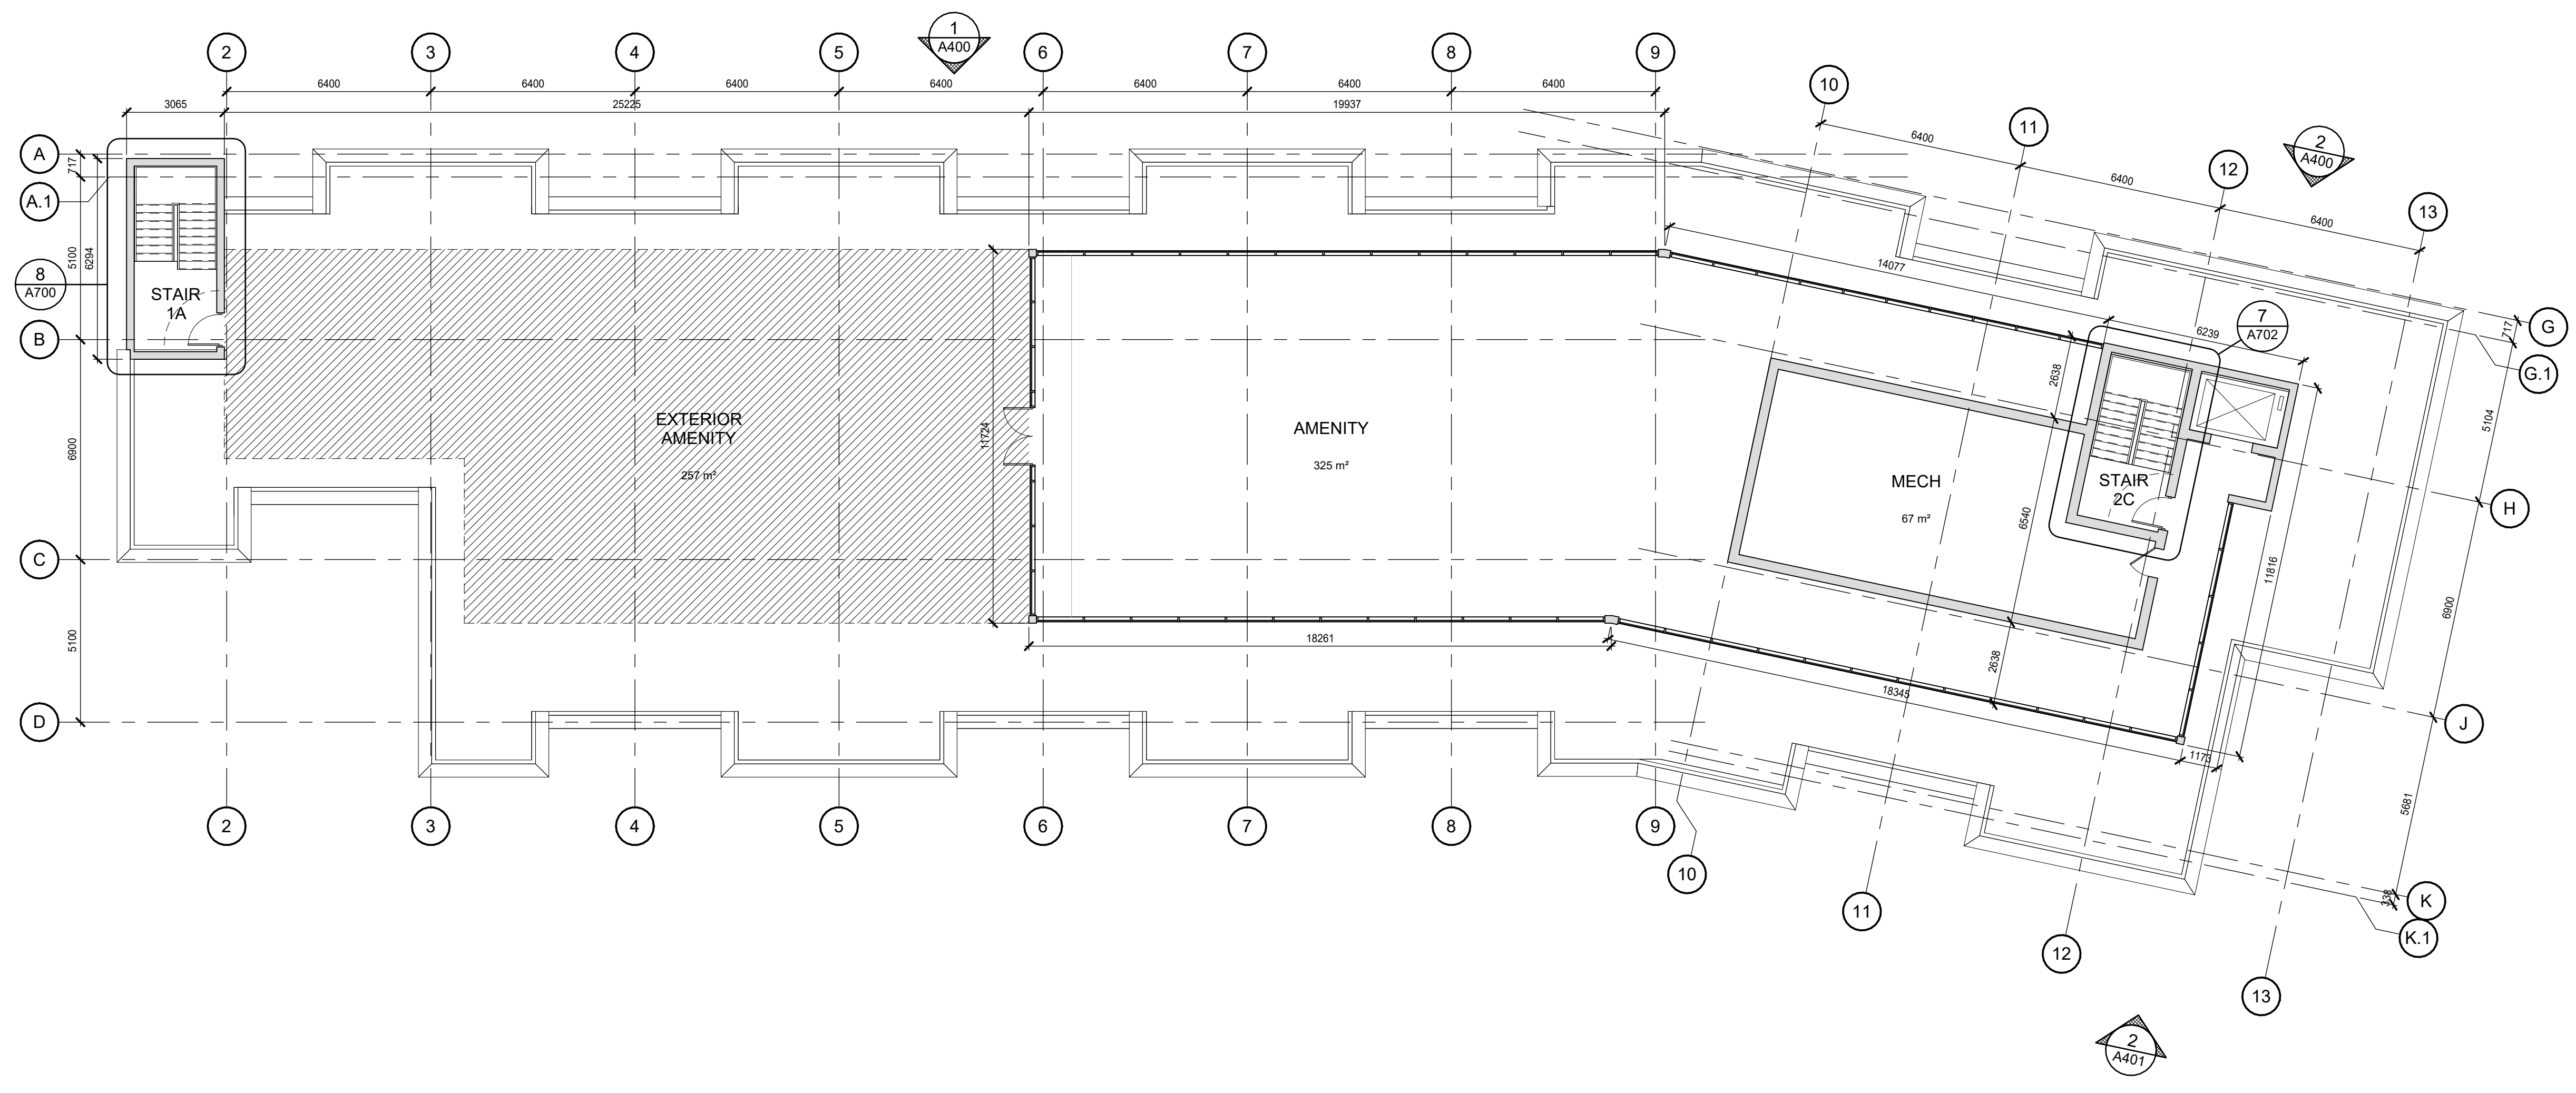 1
A400
2
3
4
5
6
7
8
9
6400
6400
6400
6400
6400
6400
6400
3065
25225
19937
10
11
12
13
6400
6400
6400
2
A400
A
717
A.1
5100
6294
8
A700
STAIR
1A
B
6900
C
5100
D
EXTERIOR
AMENITY
257 m²
11724
AMENITY
325 m²
18261
14077
6239
7
A702
2638
MECH
67 m²
STAIR
2C
6540
2638
11816
18345
1173
G
717
G.1
5104
H
6900
J
5681
338
K
K.1
2
3
4
5
6
7
8
9
10
11
12
13
2
A401